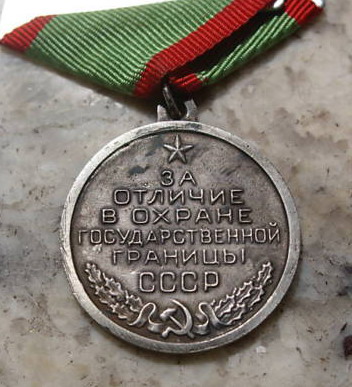 ЗА
ОТЛИЧИЕ
В ОХРАНЕ
ГОСУДАРСТВЕННОЙ
ГРАНИЦЫ
СССР